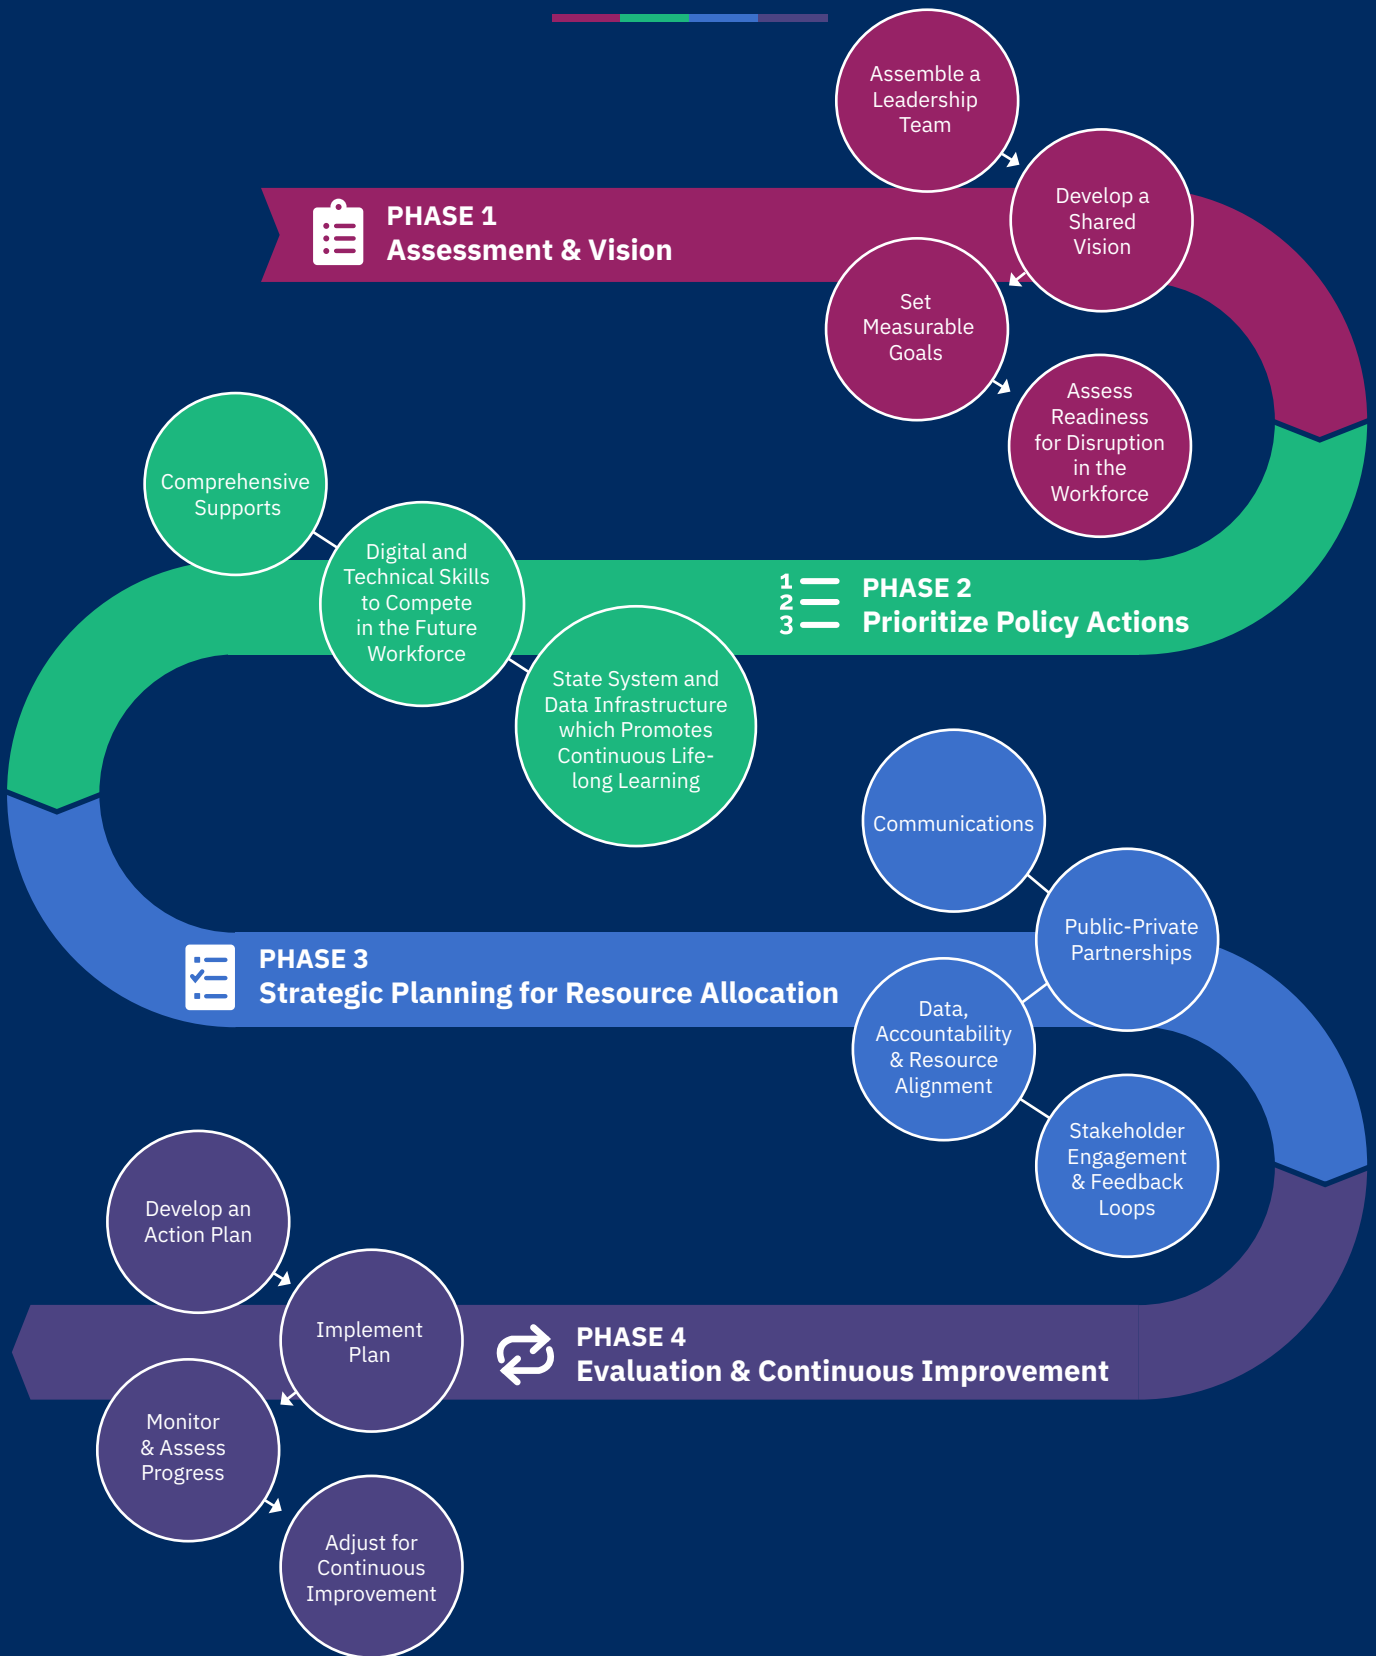 Assemble a
Leadership
Team
Develop a
Shared
Vision
PHASE 1
Assessment & Vision
Set
Measurable
Goals
Assess
Readiness
for Disruption
in the
Workforce
Comprehensive
Supports
Digital and
Technical Skills
to Compete
in the Future
Workforce
1
2
3
PHASE 2
Prioritize Policy Actions
State System and
Data Infrastructure
which Promotes
Continuous Life-
long Learning
Communications
Public-Private
Partnerships
PHASE 3
Strategic Planning for Resource Allocation
Data,
Accountability
& Resource
Alignment
Stakeholder
Engagement
& Feedback
Loops
Develop an
Action Plan
Implement
Plan
PHASE 4
Evaluation & Continuous Improvement
Monitor
& Assess
Progress
Adjust for
Continuous
Improvement